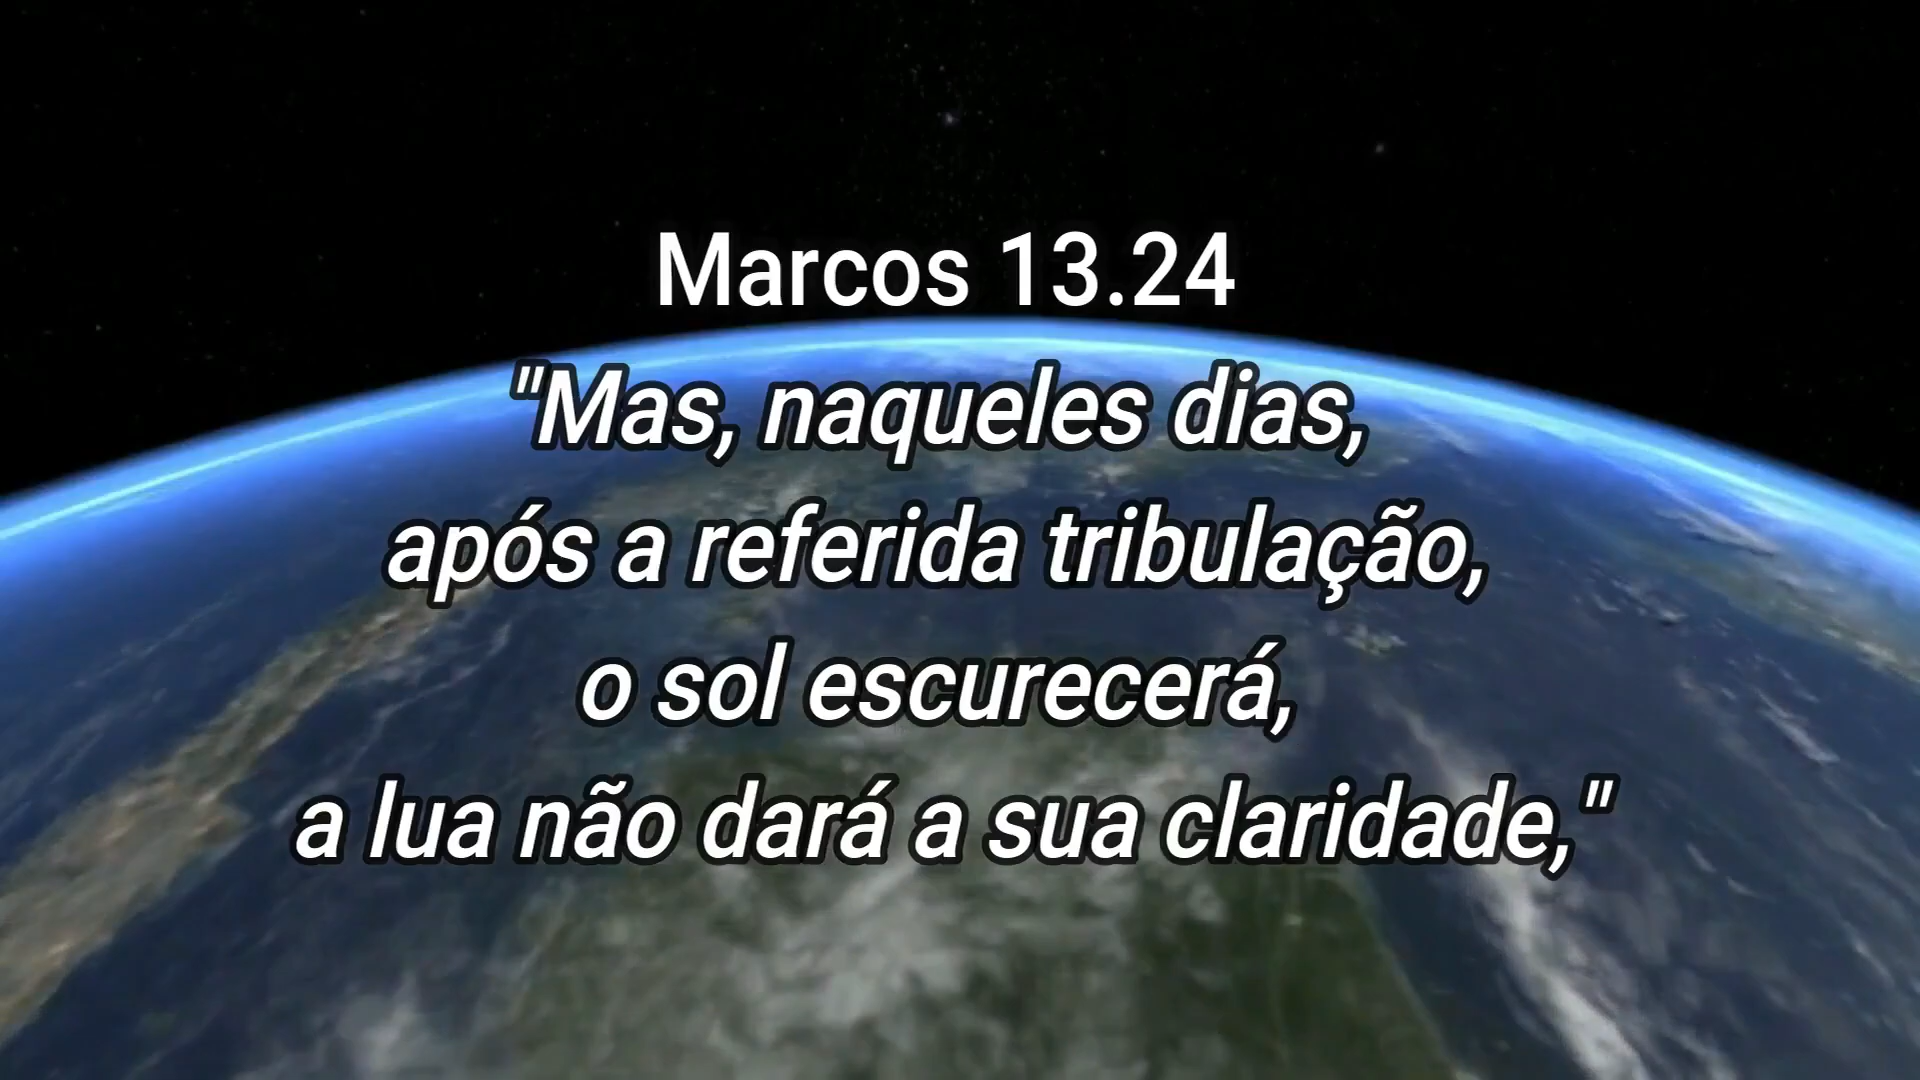 Marcos 13.24
"Mas, naqueles dias,
após a referida tribulação,
o sol escurecerá,
a lua não dará a sua claridade,"